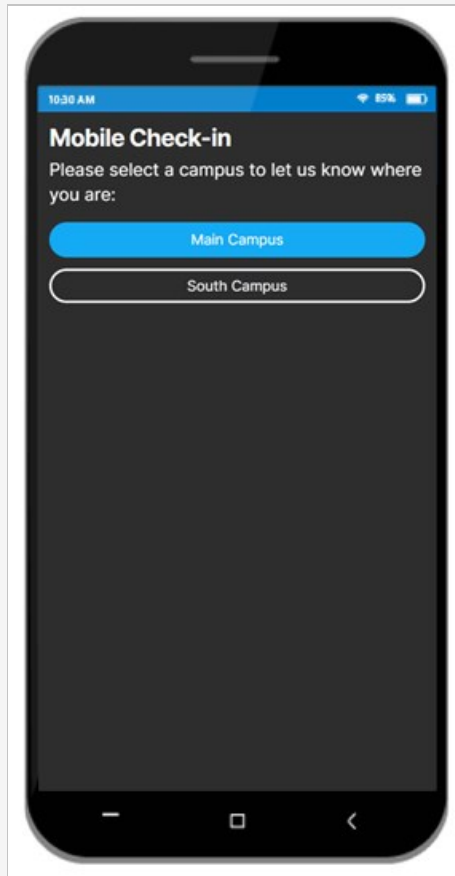 10:30 AM 85%
Mobile Check-in
Please select a campus to let us know where
you are:
Main Campus
South Campus